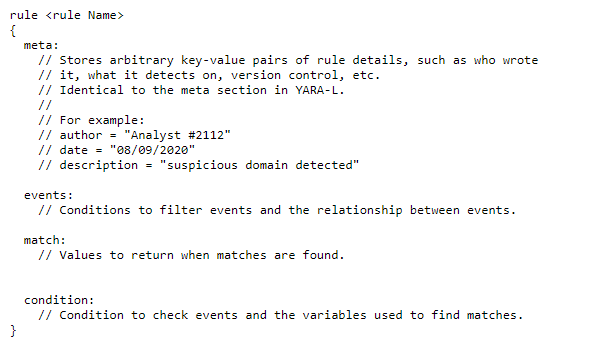 rule <rule Name>
{
  meta:
    // Stores arbitrary key-value pairs of rule details, such as who wrote
    // it, what it detects on, version control, etc.
    // Identical to the meta section in YARA-L.
    //
    // For example:
    // author = "Analyst #2112"
    // date = "08/09/2020"
    // description = "suspicious domain detected"

  events:
    // Conditions to filter events and the relationship between events.

  match:
    // Values to return when matches are found.


  condition:
    // Condition to check events and the variables used to find matches.
}